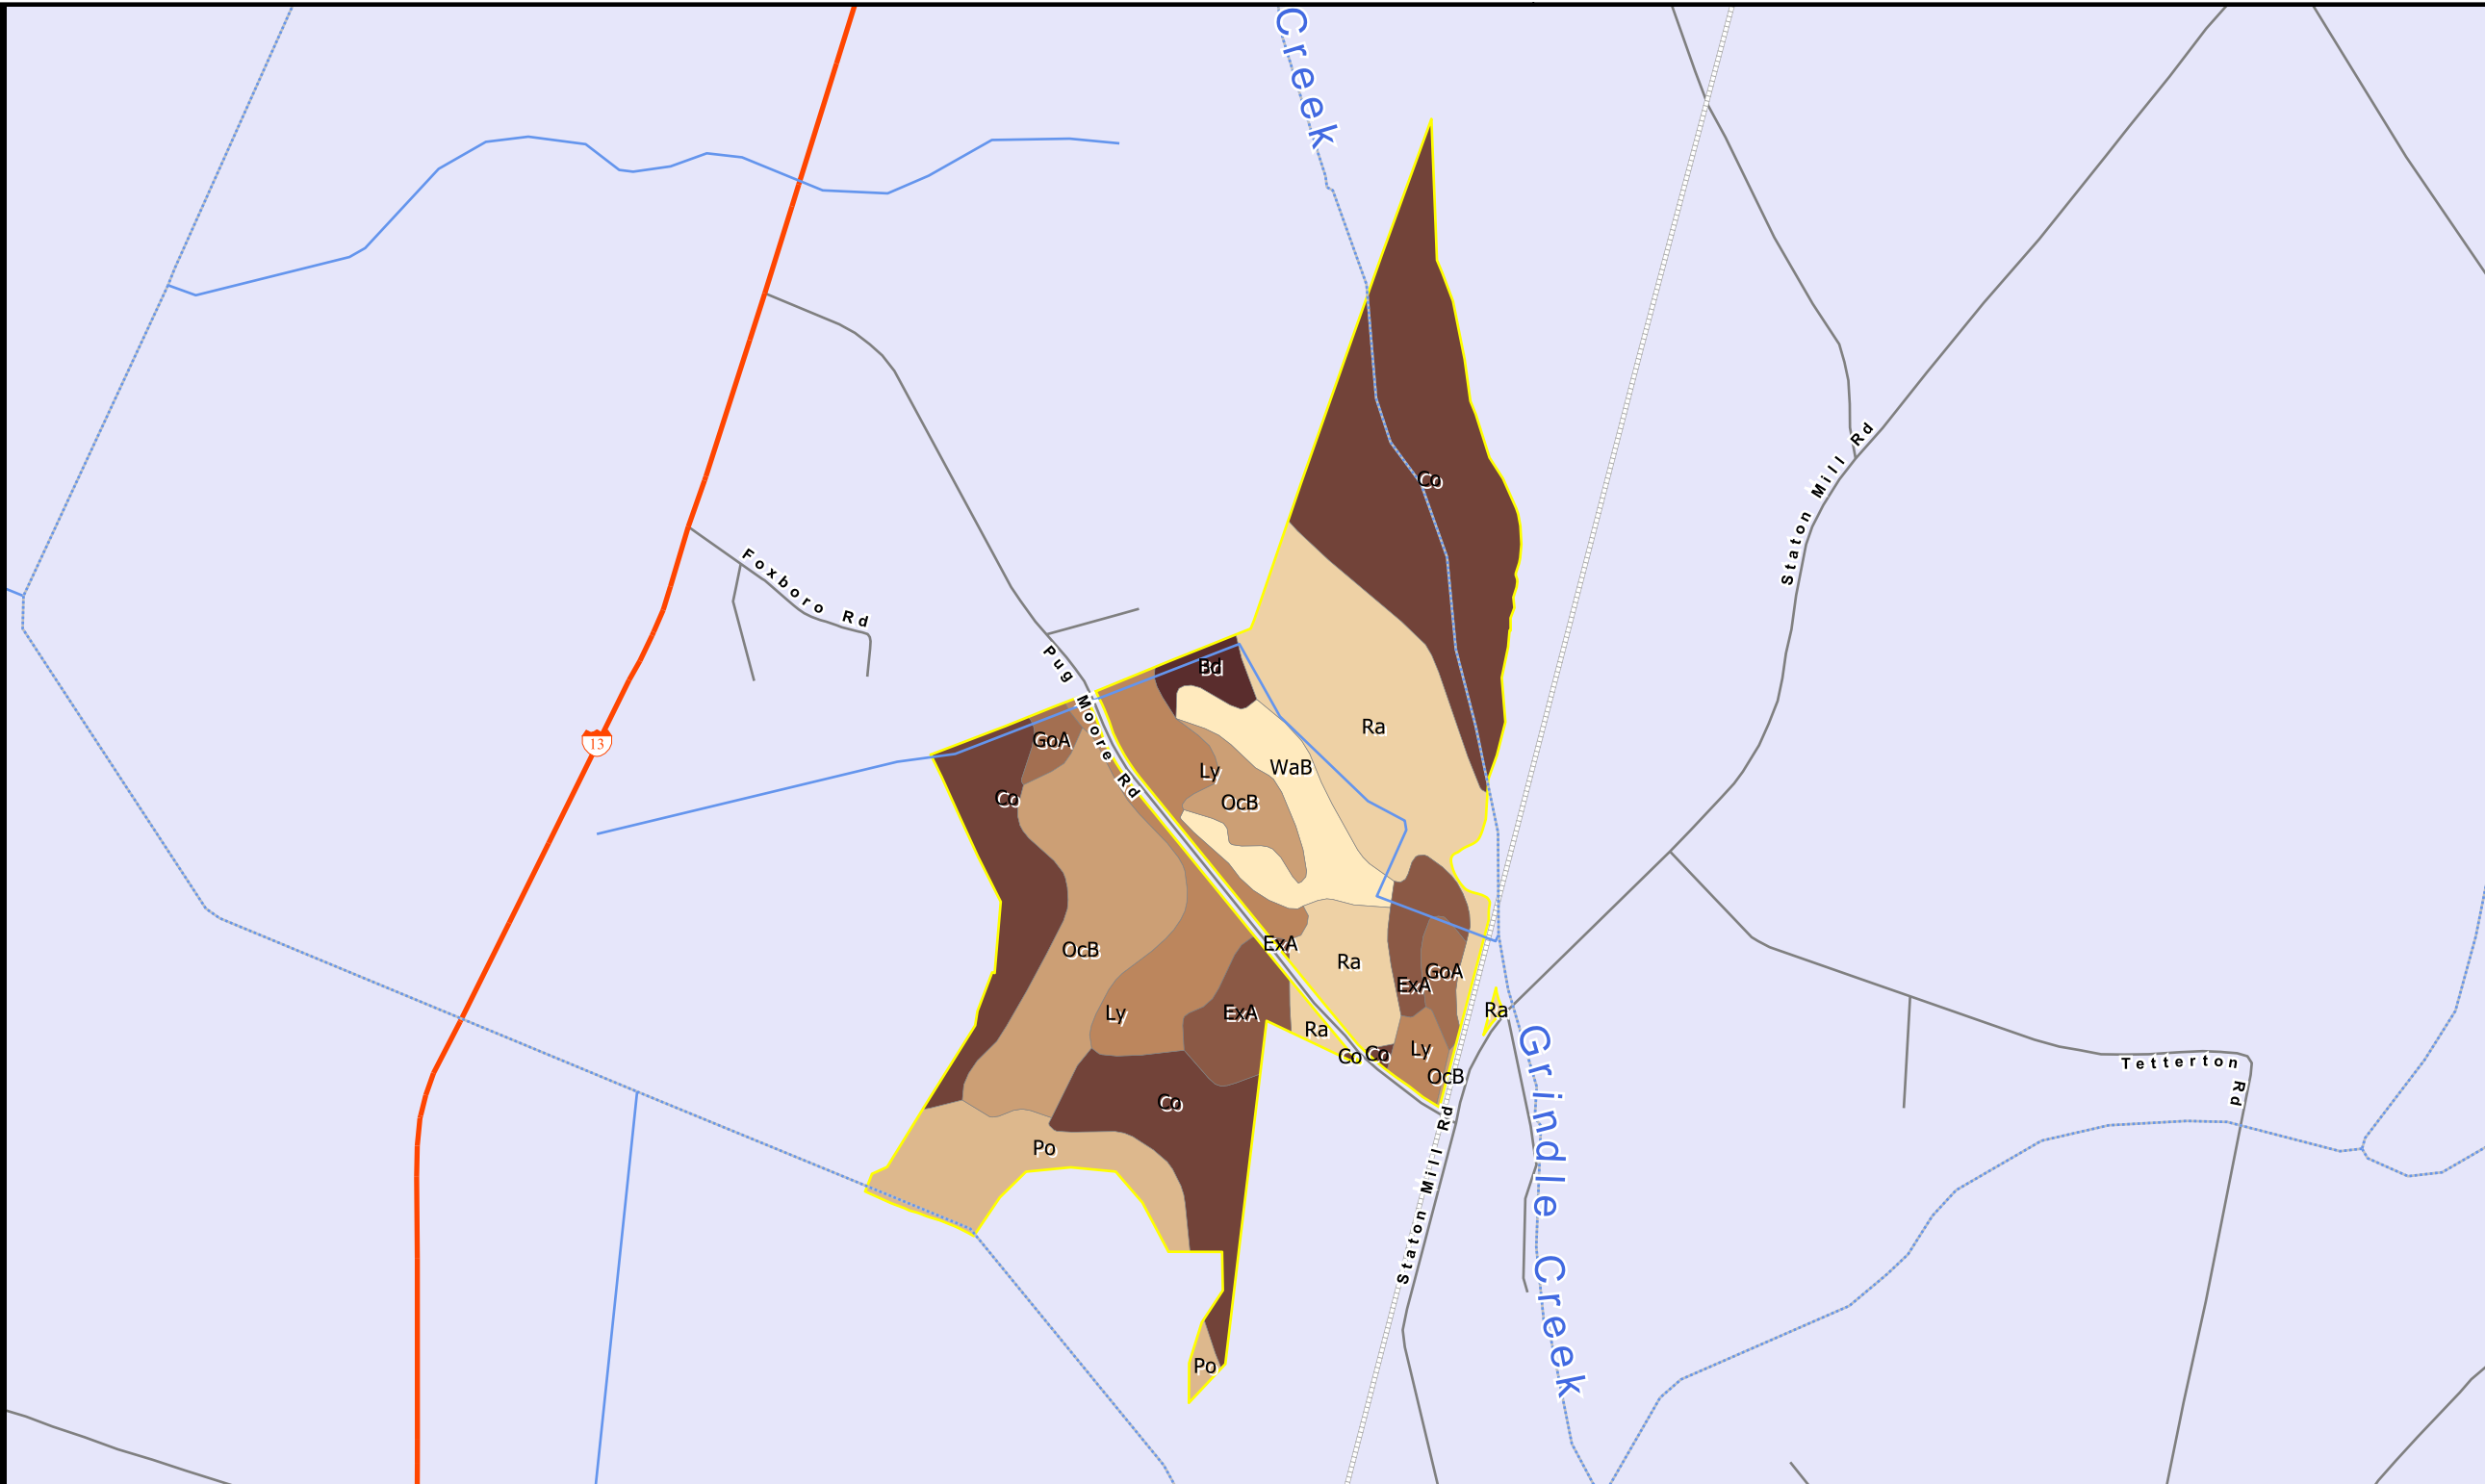 Creek
Co
Staton Mill Rd
Foxboro Rd
Pug Moore Rd
Bd
Ra
GoA
Ly
WaB
Co
OcB
OcB
ExA
Ra
GoA
ExA
Ly
ExA
Ra
Ra
Co
Co
Ly
OcB
Co
Po
Po
13
Staton Mill Rd
Grindle Creek
Tetterton Rd